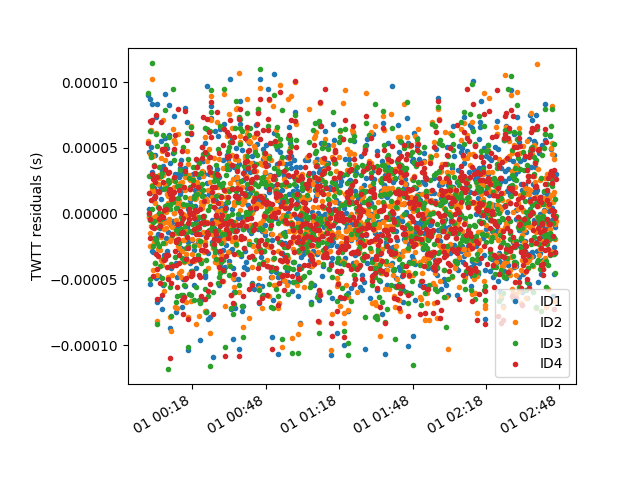 TWTT residuals (s)
0.00010
0.00005
0.00000
−0.00005
−0.00010
01 00:18
01 00:48
01 01:18
01 01:48
01 02:18
01 02:48
ID1
ID2
ID3
ID4